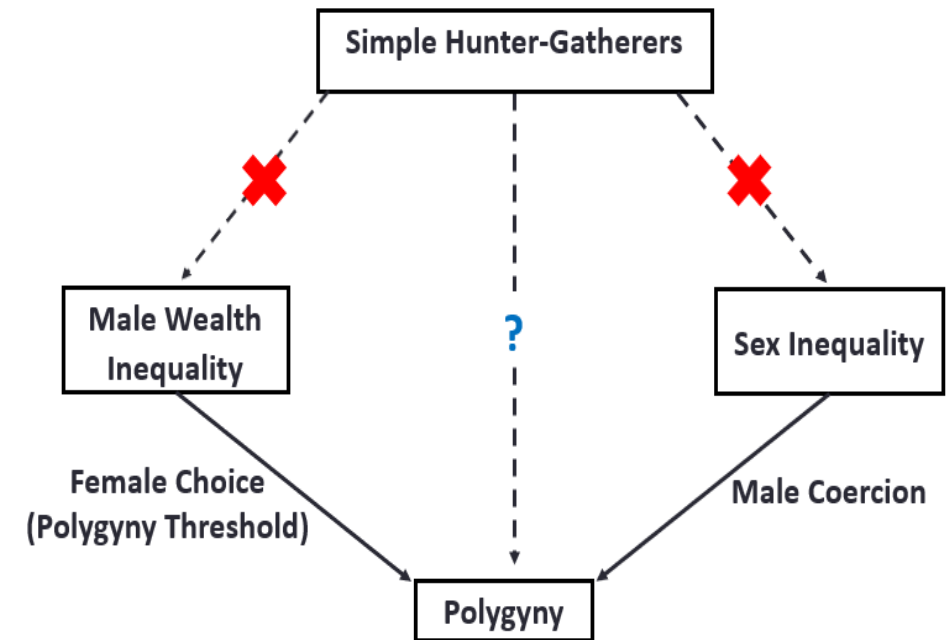 Simple Hunter-Gatherers
Male Wealth
Inequality
?
Sex Inequality
Female Choice
(Polygyny Threshold)
Male Coercion
Polygyny